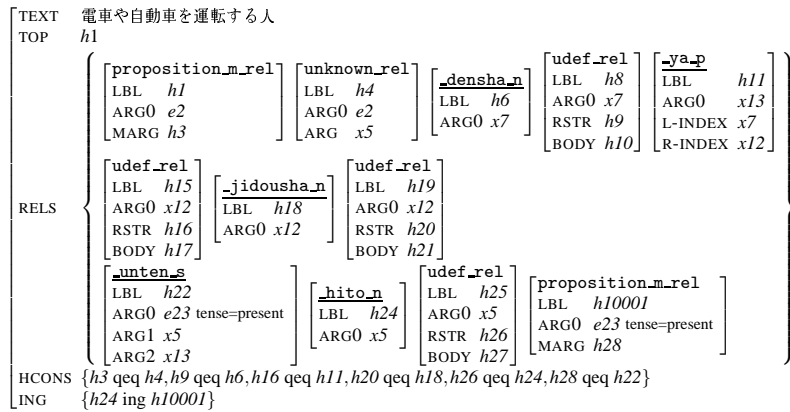 TEXT 電車や自動車を運転する人
TOP h1
RELS
proposition_m_rel
LBL h1
ARG0 e2
MARG h3
unknown_rel
LBL h4
ARG0 e2
ARG x5
_densha_n
LBL h6
ARG0 x7
udef_rel
LBL h8
ARG0 x7
RSTR h9
BODY h10
_ya_p
LBL h11
ARG0 x13
L-INDEX x7
R-INDEX x12
udef_rel
LBL h15
ARG0 x12
RSTR h16
BODY h17
_jidousha_n
LBL h18
ARG0 x12
udef_rel
LBL h19
ARG0 x12
RSTR h20
BODY h21
_unten_s
LBL h22
ARG0 e23 tense=present
ARG1 x5
ARG2 x13
_hito_n
LBL h24
ARG0 x5
udef_rel
LBL h25
ARG0 x5
RSTR h26
BODY h27
proposition_m_rel
LBL h10001
ARG0 e23 tense=present
MARG h28
HCONS {h3 qeq h4,h9 qeq h6,h16 qeq h11,h20 qeq h18,h26 qeq h24,h28 qeq h22}
ING {h24 ing h10001}